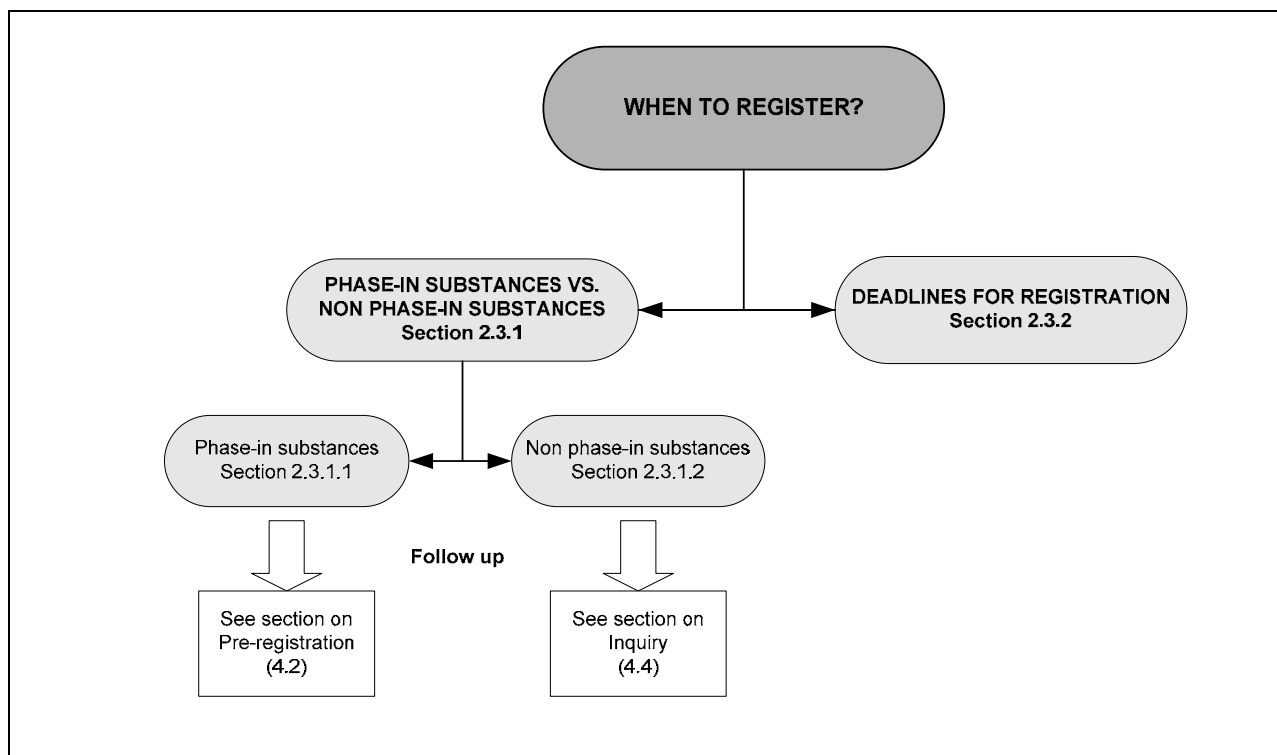 WHEN TO REGISTER?
PHASE-IN SUBSTANCES VS.
NON PHASE-IN SUBSTANCES
Section 2.3.1
DEADLINES FOR REGISTRATION
Section 2.3.2
Phase-in substances
Section 2.3.1.1
Non phase-in substances
Section 2.3.1.2
Follow up
See section on
Pre-registration
(4.2)
See section on
Inquiry
(4.4)